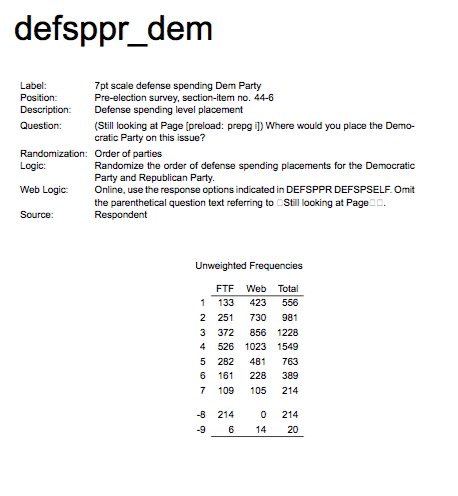 defsppr_dem
Label: 7pt scale defense spending Dem Party
Position: Pre-election survey, section-item no. 44-6
Description: Defense spending level placement
Question: (Still looking at Page [preload: prepg i]) Where would you place the Demo-
cratic Party on this issue?
Randomization: Order of parties
Logic: Randomize the order of defense spending placements for the Democratic
Party and Republican Party.
Web Logic: Online, use the response options indicated in DEFSPPR DEFSPSELF. Omit
the parenthetical question text referring to □Still looking at Page□□.
Source: Respondent
Unweighted Frequencies
FTF Web Total
1 133 423 556
2 251 730 981
3 372 856 1228
4 526 1023 1549
5 282 481 763
6 161 228 389
7 109 105 214
-8 214 0 214
-9 6 14 20